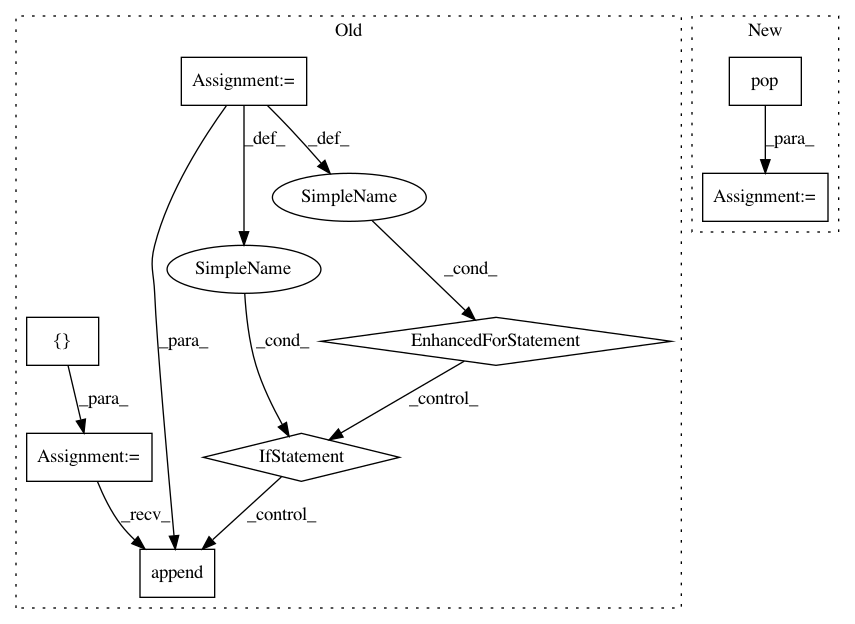 Old
New
Assignment:=
pop
_def_
_def_
_para_
SimpleName
Assignment:=
SimpleName
_cond_
{}
_para_
_cond_
EnhancedForStatement
_para_
_control_
Assignment:=
IfStatement
_recv_
_control_
append